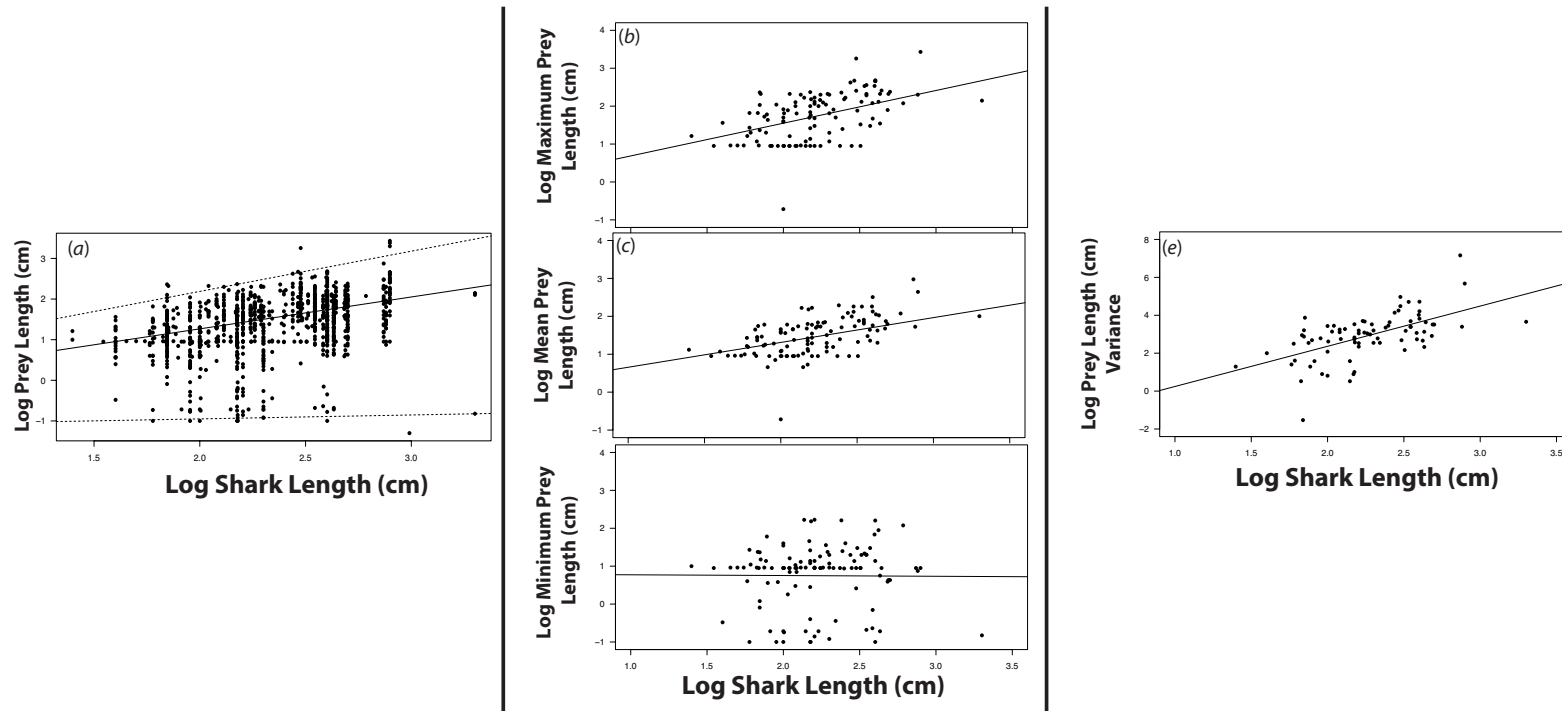 (a)
Log Prey Length (cm)
3
2
1
0
−1
1.5
2.0
2.5
3.0
Log Shark Length (cm)
(b)
Log Maximum Prey
Length (cm)
4
3
2
1
0
−1
(c)
Log Mean Prey
Length (cm)
4
3
2
1
0
−1
Log Minimum Prey
Length (cm)
4
3
2
1
0
−1
1.0
1.5
2.0
2.5
3.0
3.5
Log Shark Length (cm)
(e)
Log Prey Length (cm)
Variance
8
6
4
2
0
−2
1.0
1.5
2.0
2.5
3.0
3.5
Log Shark Length (cm)